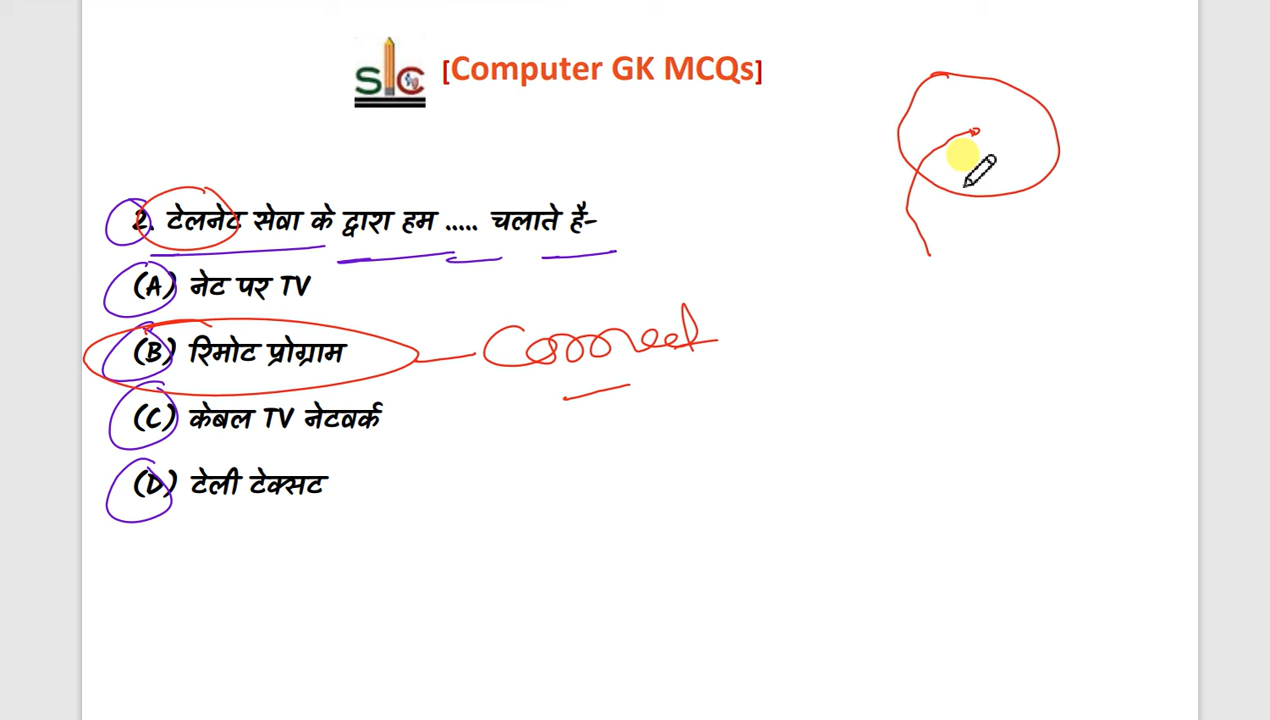 SIC [Computer GK MCQs]
2. टेलनेट सेवा के द्वारा हम ..... चलाते है-
(A) नेट पर TV
(B) रिमोट प्रोग्राम
Correct
(C) केबल TV नेटवर्क
(D) टेली टेक्सट